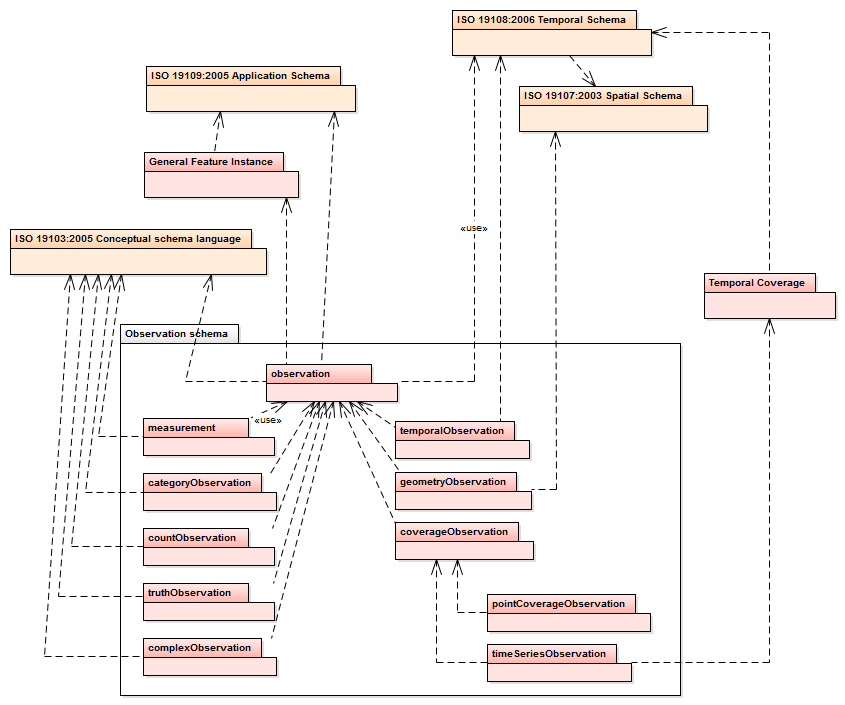 ISO 19108:2006 Temporal Schema
ISO 19109:2005 Application Schema
ISO 19107:2003 Spatial Schema
General Feature Instance
«use»
ISO 19103:2005 Conceptual schema language
Temporal Coverage
Observation schema
observation
«use»
measurement
temporalObservation
categoryObservation
geometryObservation
countObservation
coverageObservation
truthObservation
pointCoverageObservation
complexObservation
timeSeriesObservation